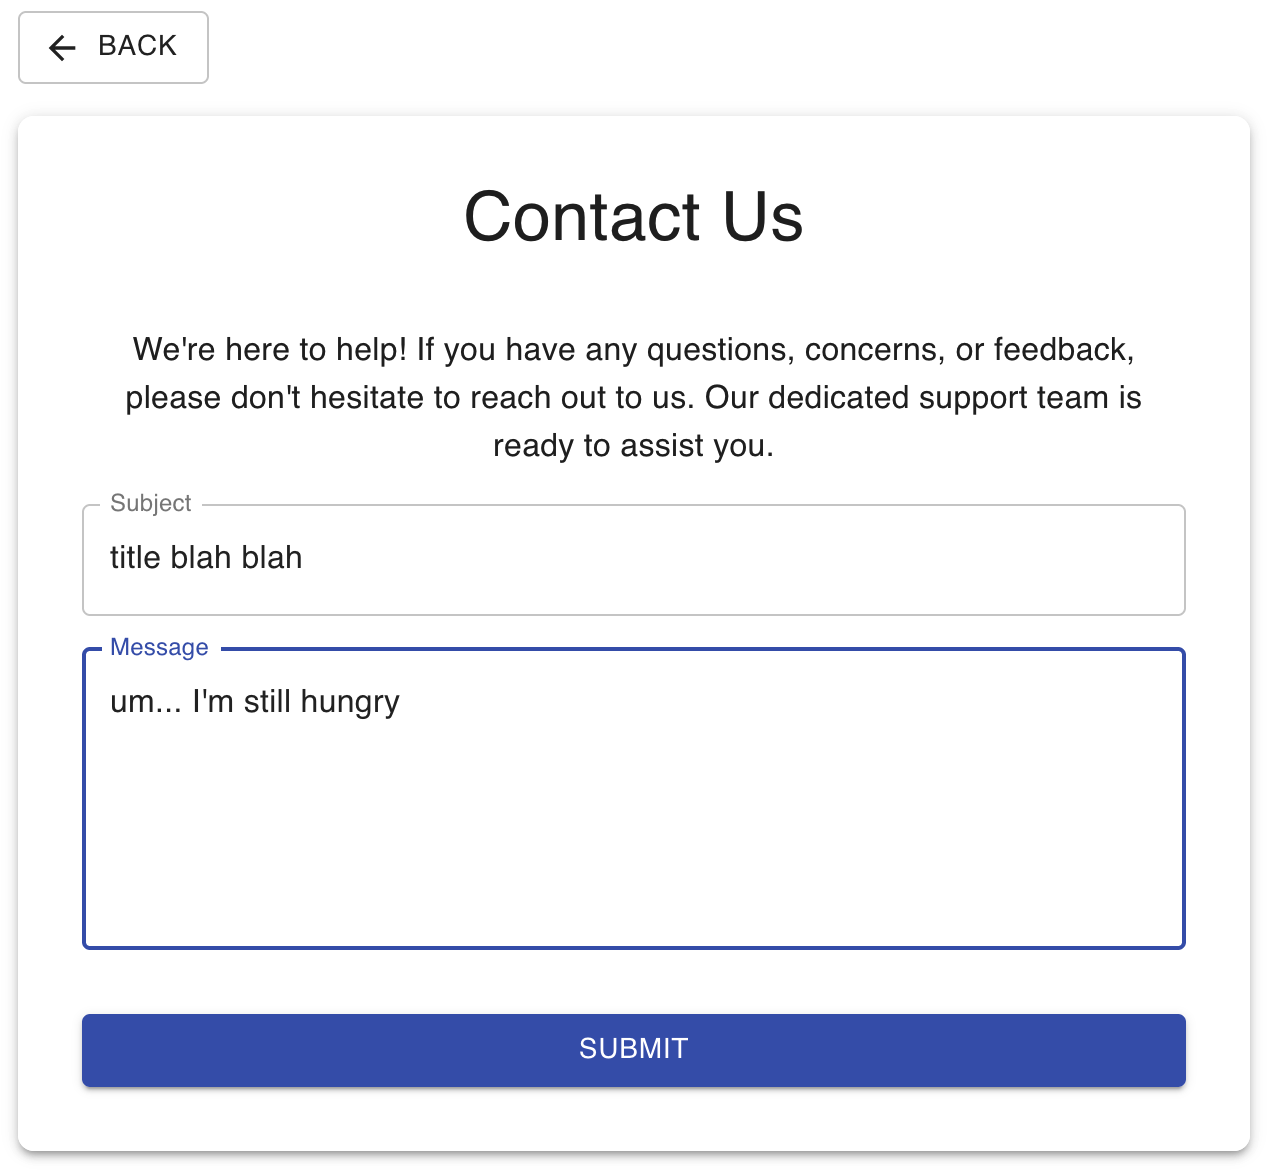 BACK
Contact Us
We're here to help! If you have any questions, concerns, or feedback,
please don't hesitate to reach out to us. Our dedicated support team is
ready to assist you.
Subject
title blah blah
Message
um... I'm still hungry
SUBMIT